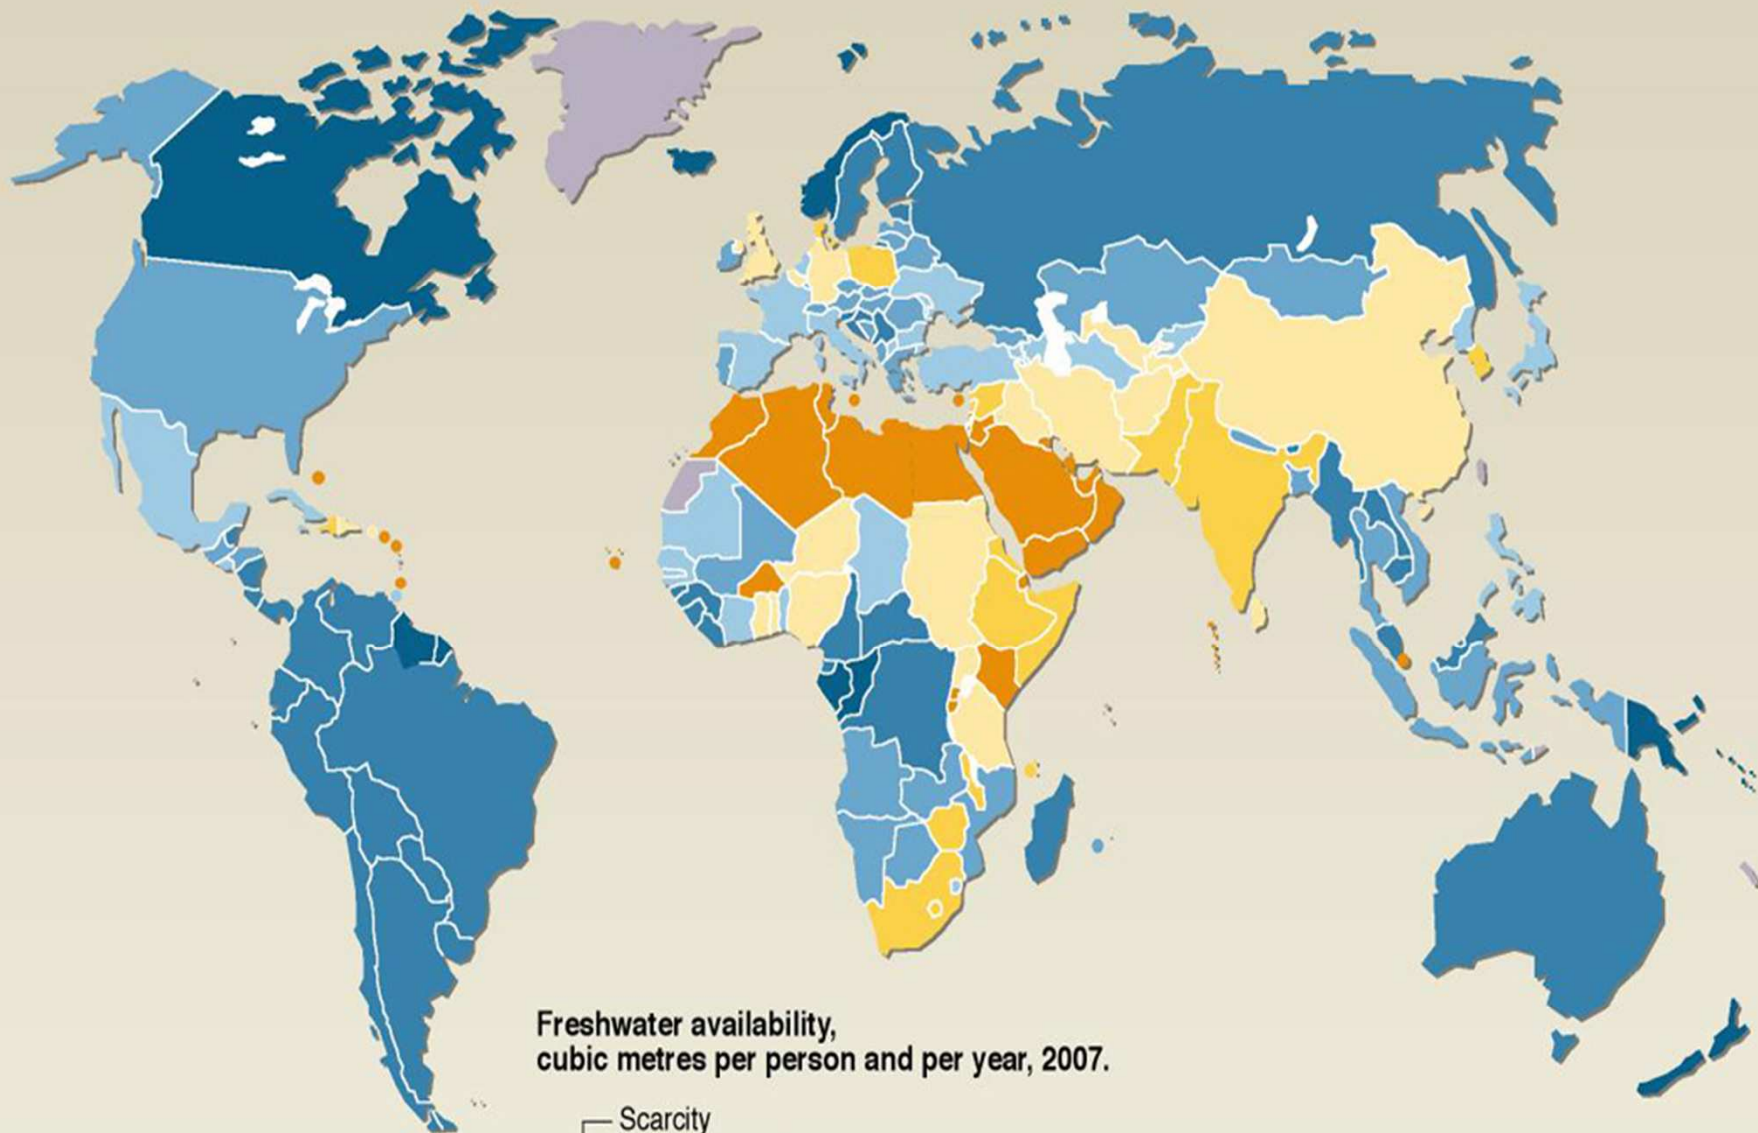 Freshwater availability,
cubic metres per person and per year, 2007.
Scarcity